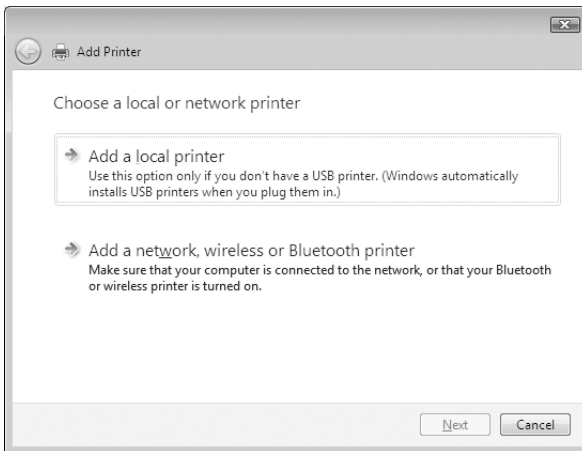 Add Printer
Choose a local or network printer
Add a local printer
Use this option only if you don't have a USB printer. (Windows automatically
installs USB printers when you plug them in.)
Add a network, wireless or Bluetooth printer
Make sure that your computer is connected to the network, or that your Bluetooth
or wireless printer is turned on.
Next
Cancel